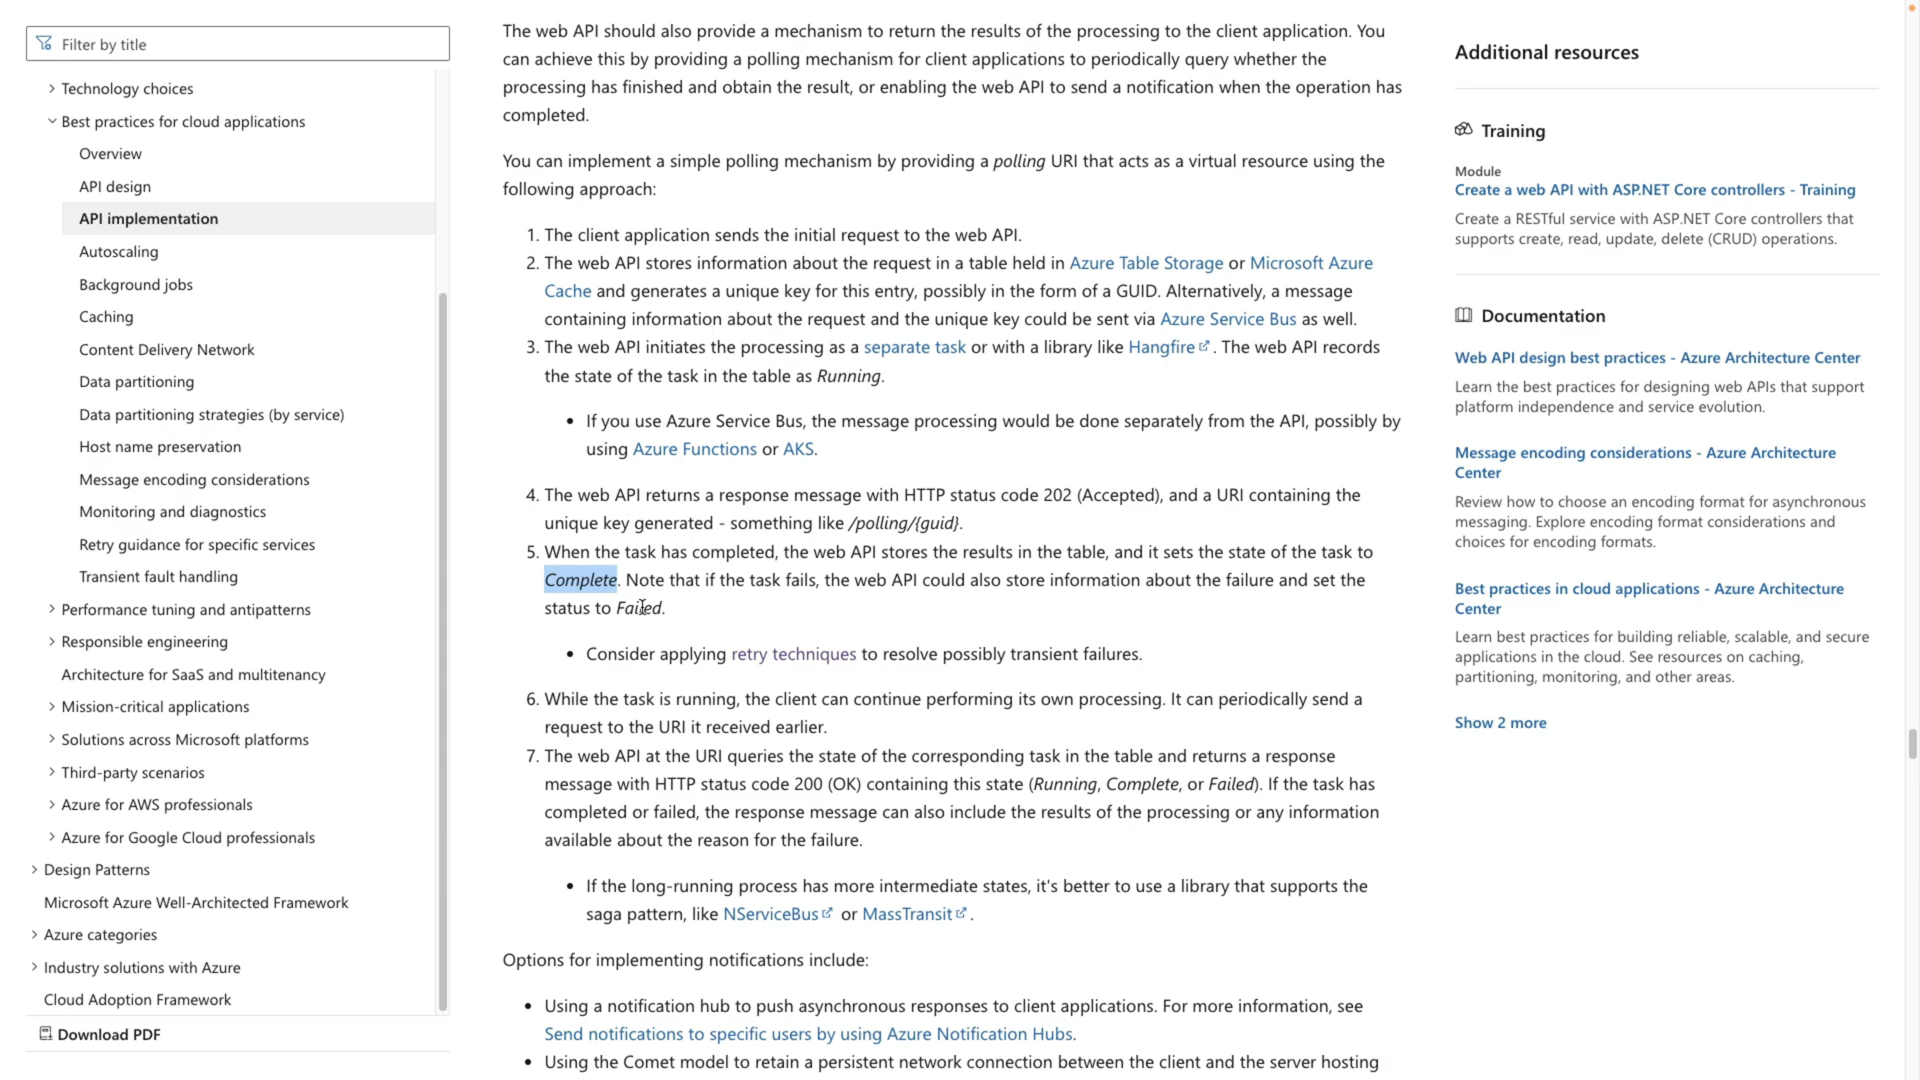 Filter by title
Technology choices
Best practices for cloud applications
Overview
API design
API implementation
Autoscaling
Background jobs
Caching
Content Delivery Network
Data partitioning
Data partitioning strategies (by service)
Host name preservation
Message encoding considerations
Monitoring and diagnostics
Retry guidance for specific services
Transient fault handling
Performance tuning and antipatterns
Responsible engineering
Architecture for SaaS and multitenancy
Mission-critical applications
Solutions across Microsoft platforms
Third-party scenarios
Azure for AWS professionals
Azure for Google Cloud professionals
Design Patterns
Microsoft Azure Well-Architected Framework
Azure categories
Industry solutions with Azure
Cloud Adoption Framework
Download PDF
The web API should also provide a mechanism to return the results of the processing to the client application. You
can achieve this by providing a polling mechanism for client applications to periodically query whether the
processing has finished and obtain the result, or enabling the web API to send a notification when the operation has
completed.
You can implement a simple polling mechanism by providing a polling URI that acts as a virtual resource using the
following approach:
1. The client application sends the initial request to the web API.
2. The web API stores information about the request in a table held in Azure Table Storage or Microsoft Azure
Cache and generates a unique key for this entry, possibly in the form of a GUID. Alternatively, a message
containing information about the request and the unique key could be sent via Azure Service Bus as well.
3. The web API initiates the processing as a separate task or with a library like Hangfire. The web API records
the state of the task in the table as Running.
• If you use Azure Service Bus, the message processing would be done separately from the API, possibly by
using Azure Functions or AKS.
4. The web API returns a response message with HTTP status code 202 (Accepted), and a URI containing the
unique key generated - something like /polling/{guid}.
5. When the task has completed, the web API stores the results in the table, and it sets the state of the task to
Complete. Note that if the task fails, the web API could also store information about the failure and set the
status to Failed.
• Consider applying retry techniques to resolve possibly transient failures.
6. While the task is running, the client can continue performing its own processing. It can periodically send a
request to the URI it received earlier.
7. The web API at the URI queries the state of the corresponding task in the table and returns a response
message with HTTP status code 200 (OK) containing this state (Running, Complete, or Failed). If the task has
completed or failed, the response message can also include the results of the processing or any information
available about the reason for the failure.
• If the long-running process has more intermediate states, it's better to use a library that supports the
saga pattern, like NServiceBus or MassTransit.
Options for implementing notifications include:
• Using a notification hub to push asynchronous responses to client applications. For more information, see
Send notifications to specific users by using Azure Notification Hubs.
• Using the Comet model to retain a persistent network connection between the client and the server hosting
Additional resources
Training
Module
Create a web API with ASP.NET Core controllers - Training
Create a RESTful service with ASP.NET Core controllers that
supports create, read, update, delete (CRUD) operations.
Documentation
Web API design best practices - Azure Architecture Center
Learn the best practices for designing web APIs that support
platform independence and service evolution.
Message encoding considerations - Azure Architecture
Center
Review how to choose an encoding format for asynchronous
messaging. Explore encoding format considerations and
choices for encoding formats.
Best practices in cloud applications - Azure Architecture
Center
Learn best practices for building reliable, scalable, and secure
applications in the cloud. See resources on caching,
partitioning, monitoring, and other areas.
Show 2 more